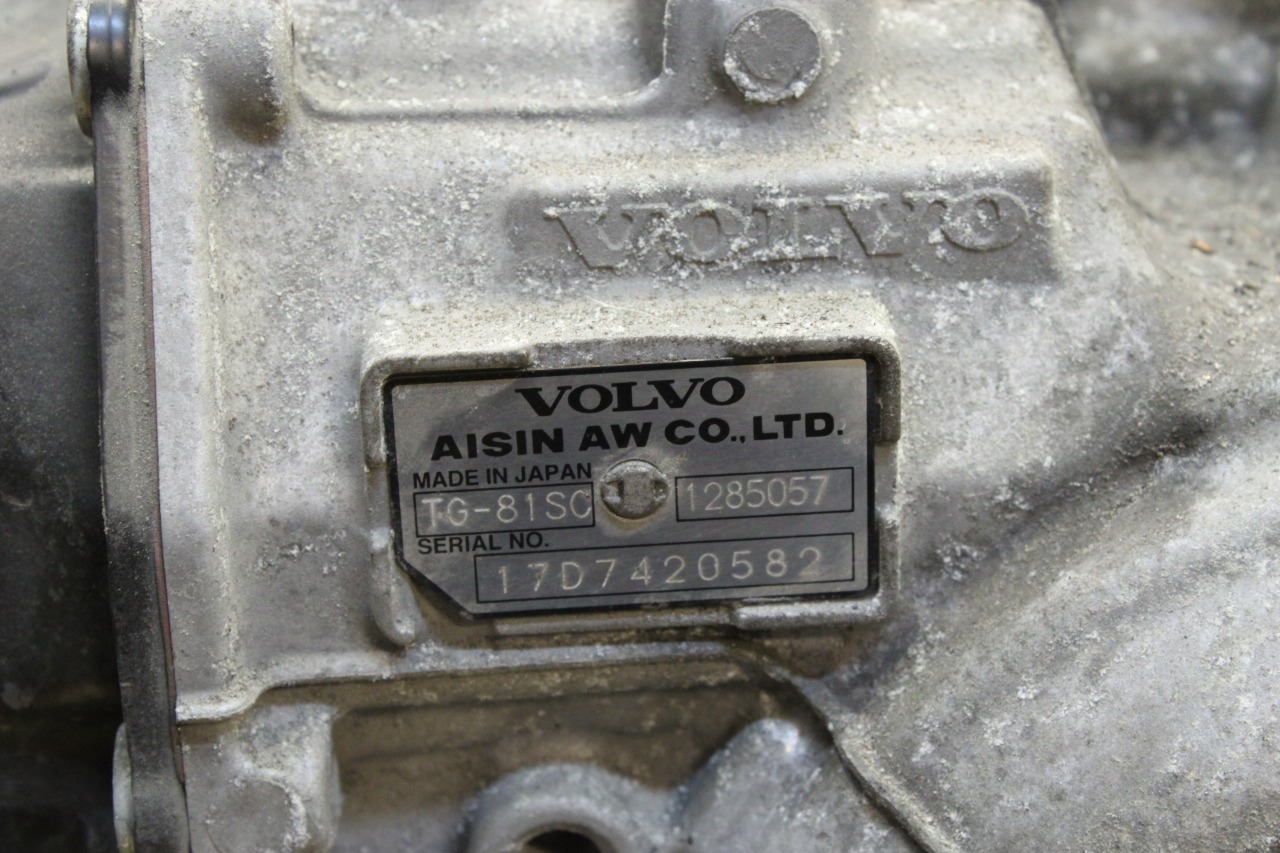 VOLVO
VOLVO
AISIN AW CO., LTD.
MADE IN JAPAN
TG-81SC 1285057
SERIAL NO.
17D7420582